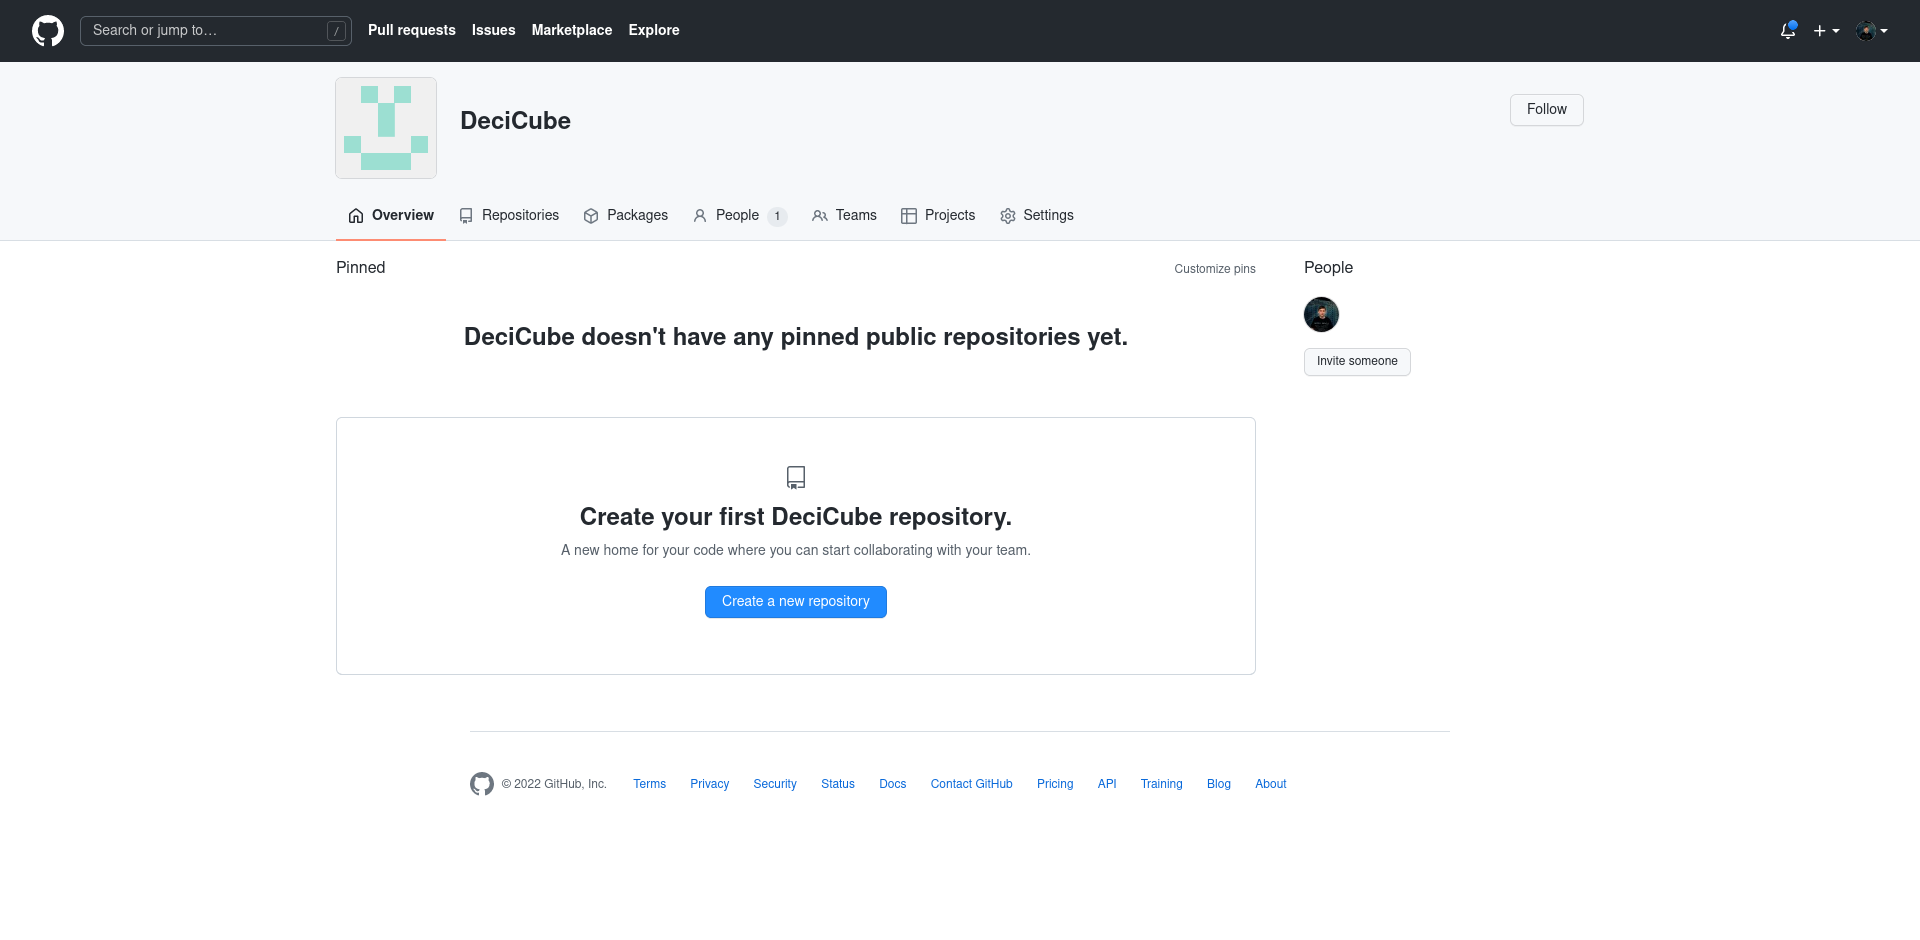 Search or jump to… / Pull requests Issues Marketplace Explore
DeciCube
Follow
Overview Repositories Packages People 1 Teams Projects Settings
Pinned
Customize pins
DeciCube doesn't have any pinned public repositories yet.
People
Invite someone
Create your first DeciCube repository.
A new home for your code where you can start collaborating with your team.
Create a new repository
© 2022 GitHub, Inc. Terms Privacy Security Status Docs Contact GitHub Pricing API Training Blog About